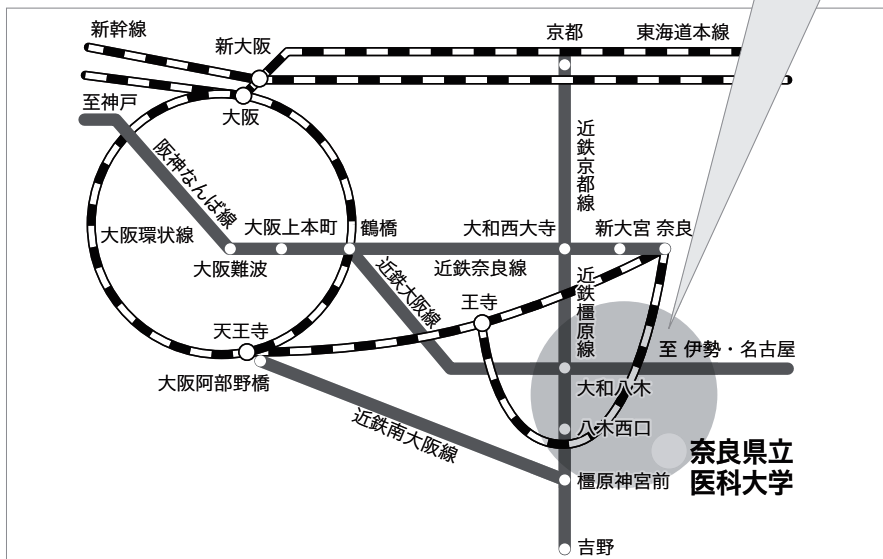 新幹線
新大阪
京都
東海道本線
至神戸
大阪
阪神なんば線
近鉄京都線
大阪環状線
大阪上本町
鶴橋
大和西大寺
新大宮 奈良
大阪難波
近鉄奈良線
近鉄大阪線
近鉄橿原線
王寺
天王寺
至 伊勢・名古屋
大阪阿部野橋
大和八木
近鉄南大阪線
八木西口
奈良県立
医科大学
橿原神宮前
吉野